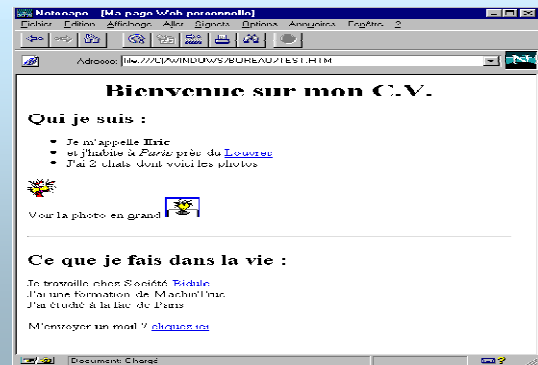 Netscape - [Ma page Web personnelle]
Fichier Edition Affichage Aller Signets Options Annuaires Fenêtre ?
Adresse: file:///C|/WINDOWS/BUREAU/TEST.HTM
Bienvenue sur mon C.V.
Qui je suis :
Je m'appelle Eric
et j'habite à Paris près du Louvres
J'ai 2 chats dont voici les photos
Voir la photo en grand
Ce que je fais dans la vie :
Je travaille chez Société Bidule
J'ai une formation de MachinTruc
J'ai étudié à la fac de Paris
M'envoyer un mail ? cliquez ici
Document: Chargé